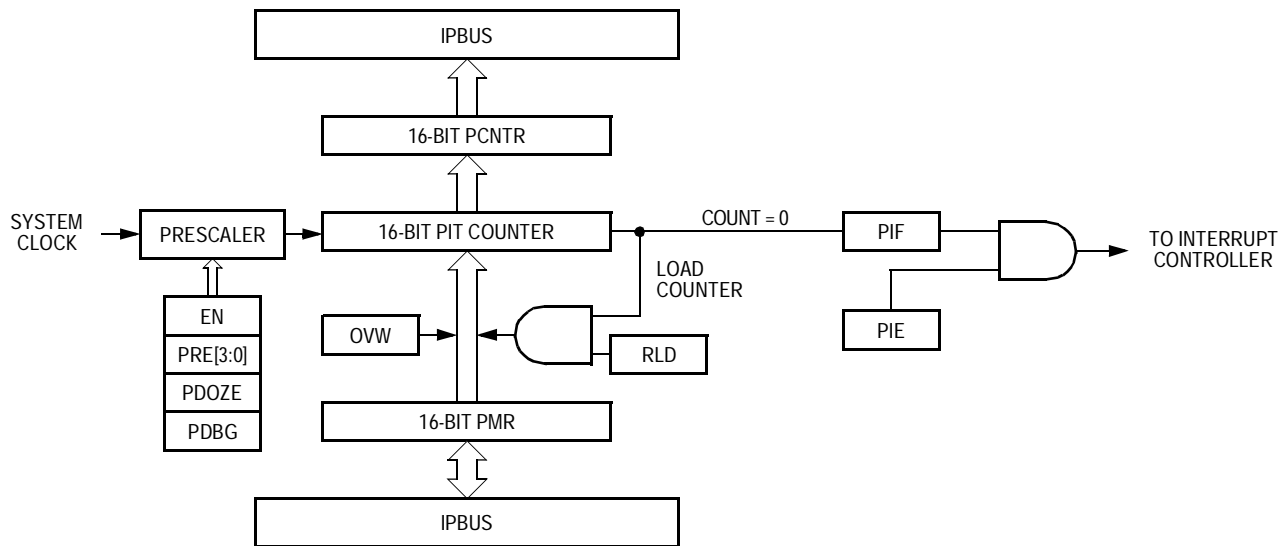 IPBUS
16-BIT PCNTR
SYSTEM
CLOCK
PRESCALER
16-BIT PIT COUNTER
COUNT = 0
PIF
TO INTERRUPT
CONTROLLER
LOAD
COUNTER
EN
PRE[3:0]
PDOZE
PDBG
OVW
RLD
PIE
16-BIT PMR
IPBUS